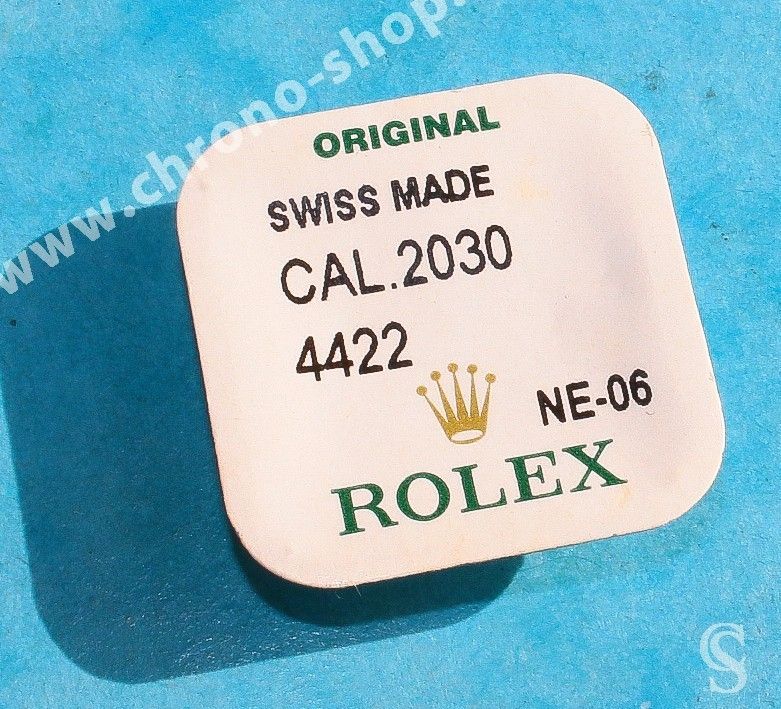 www.chrono-shop.
ORIGINAL
SWISS MADE
CAL.2030
4422
NE-06
ROLEX